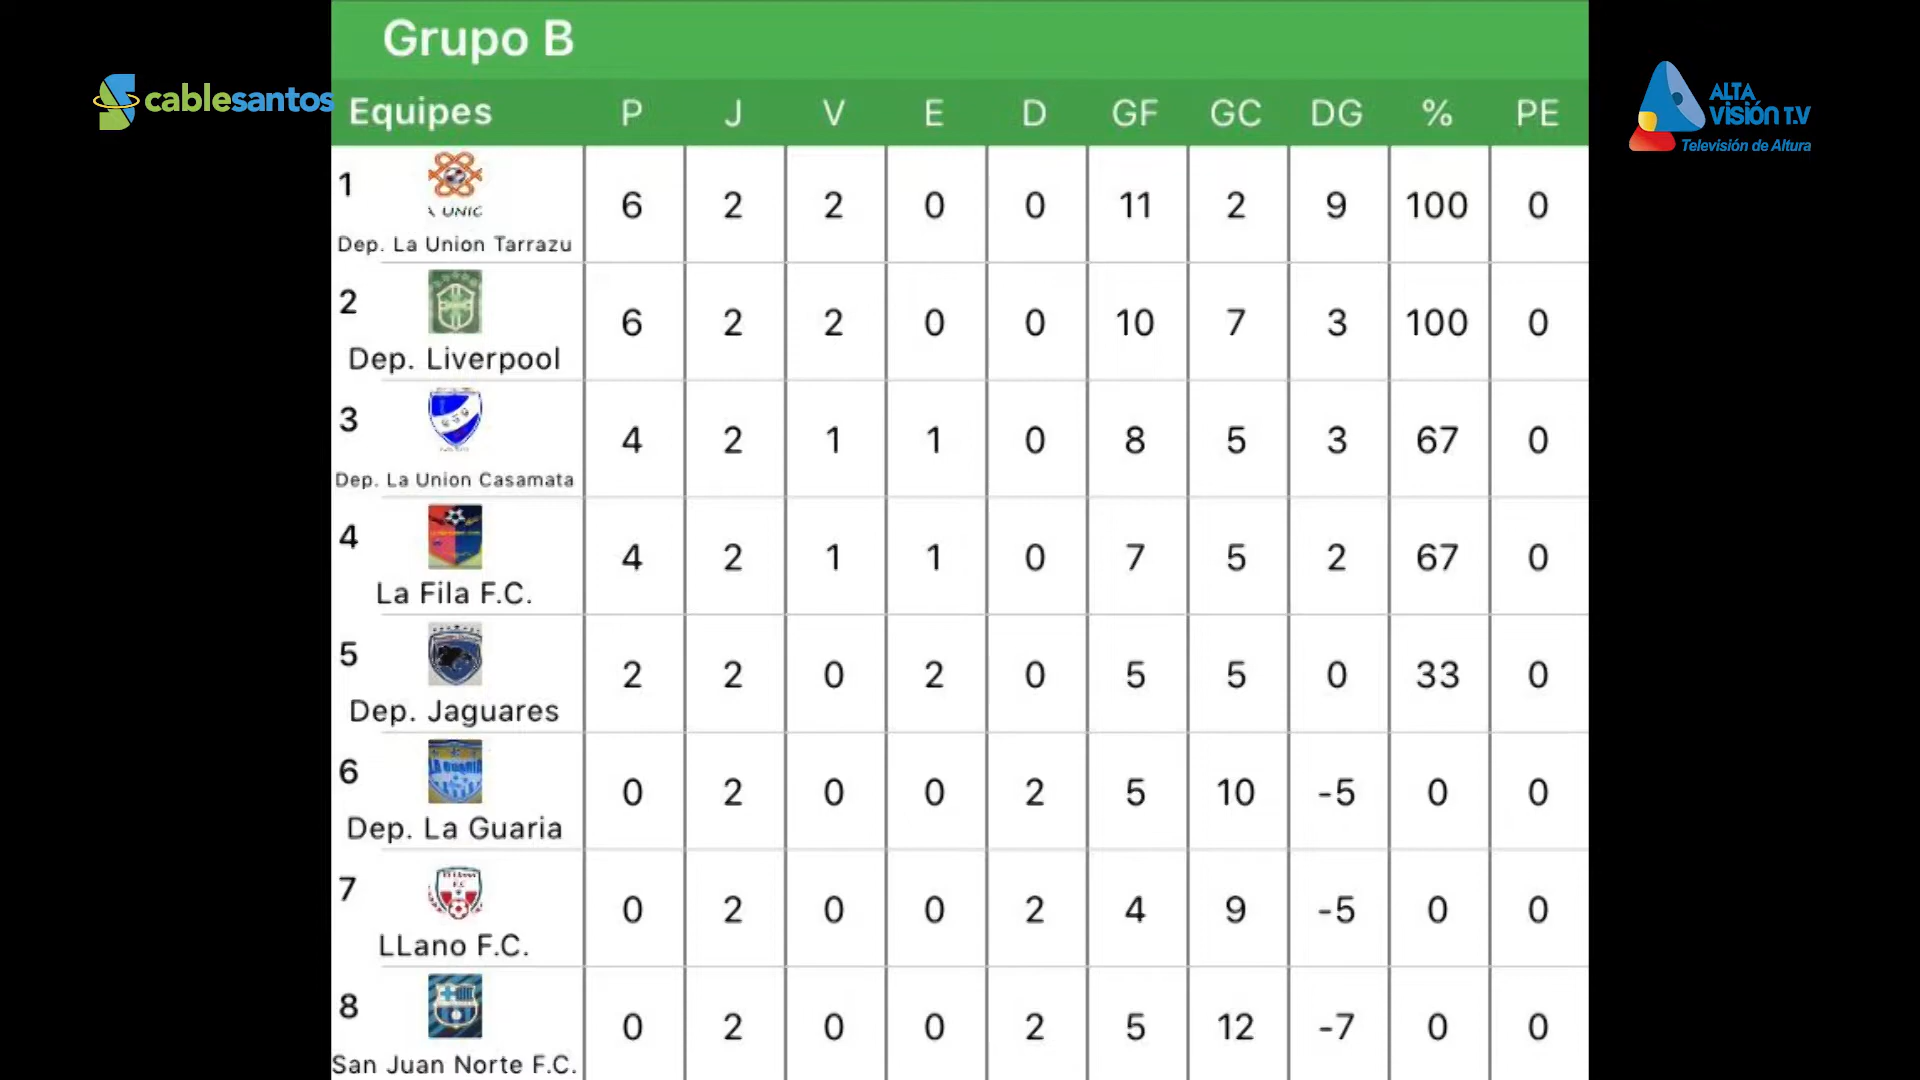 Grupo B
cablesantos
ALTA
VISIÓN T.V
Televisión de Altura
Equipes P J V E D GF GC DG % PE
1 6 2 2 0 0 11 2 9 100 0
Dep. La Union Tarrazu
2 6 2 2 0 0 10 7 3 100 0
Dep. Liverpool
3 4 2 1 1 0 8 5 3 67 0
Dep. La Union Casamata
4 4 2 1 1 0 7 5 2 67 0
La Fila F.C.
5 2 2 0 2 0 5 5 0 33 0
Dep. Jaguares
LA GUARIA
6 0 2 0 0 2 5 10 -5 0 0
Dep. La Guaria
7 0 2 0 0 2 4 9 -5 0 0
LLano F.C.
8 0 2 0 0 2 5 12 -7 0 0
San Juan Norte F.C.